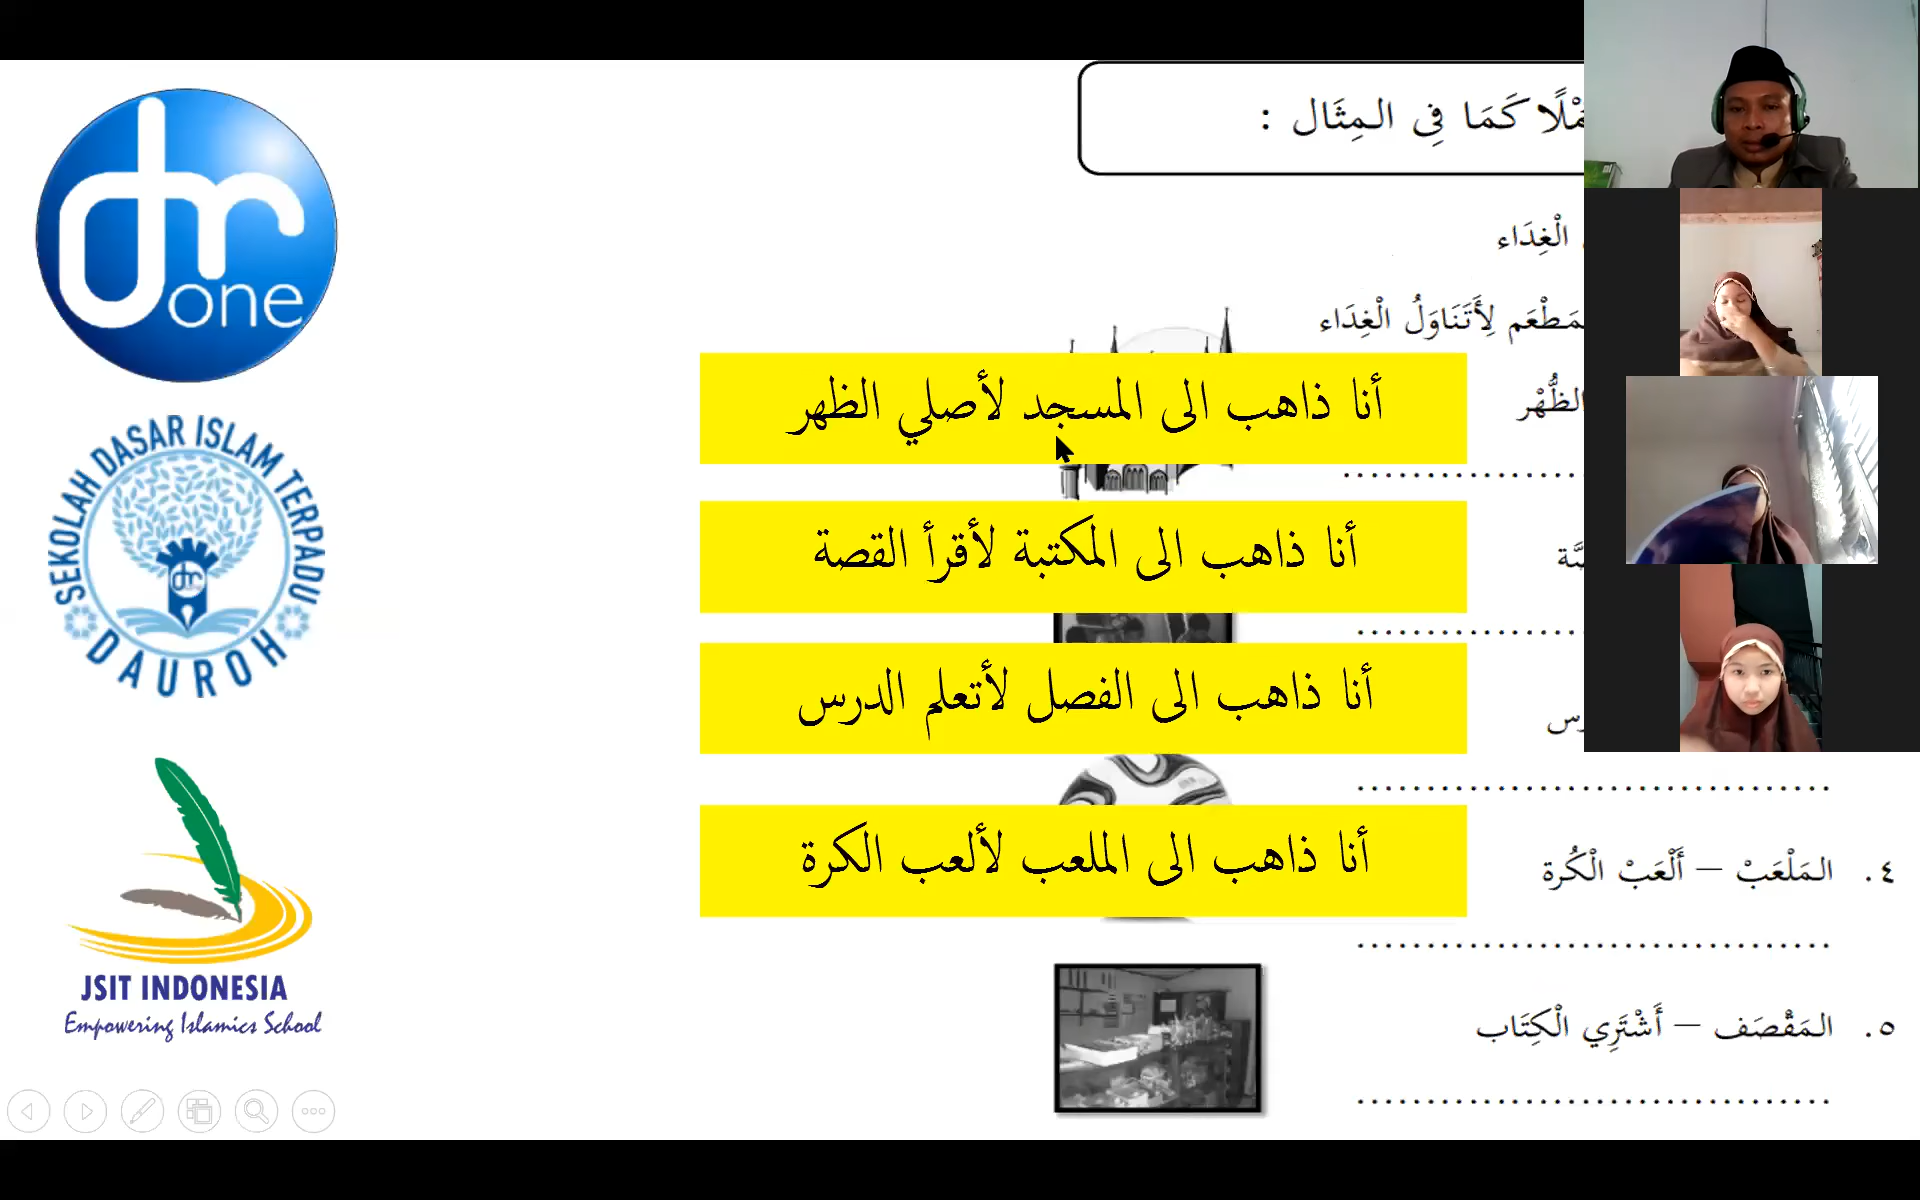 dr
one
SEKOLAH DASAR ISLAM TERPADU
DAUROH
JSIT INDONESIA
Empowering Islamics School
كَمَا فِي المِثَال :
الْغِدَاء
لِأَتَنَاوَلُ الْغِدَاء
أنا ذاهب الى المسجد لأصلي الظهر
الظُّهْر
أنا ذاهب الى المكتبة لأقرأ القصة
أنا ذاهب الى الفصل لأتعلم الدرس
أنا ذاهب الى الملعب لألعب الكرة
٤. المَلْعَبْ – أَلْعَبْ الْكُرة
٥. المَقْصَف – أَشْتَرِي الْكِتَاب